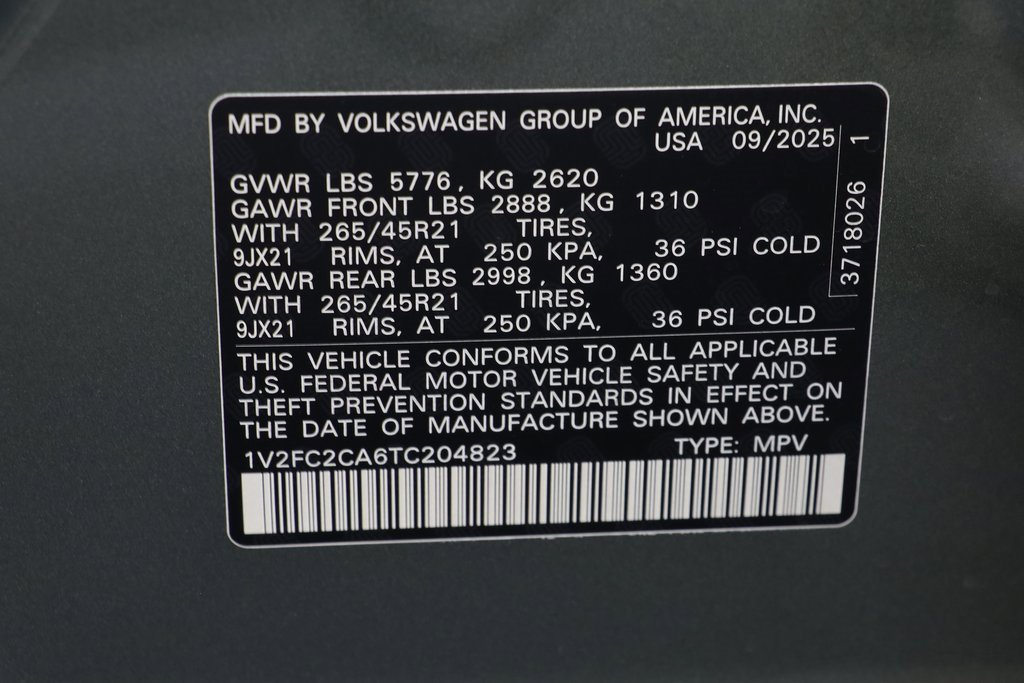 MFD BY VOLKSWAGEN GROUP OF AMERICA, INC.
USA 09/2025
GVWR LBS 5776, KG 2620
GAWR FRONT LBS 2888, KG 1310
WITH 265/45R21 TIRES,
9JX21 RIMS, AT 250 KPA, 36 PSI COLD
GAWR REAR LBS 2998, KG 1360
WITH 265/45R21 TIRES,
9JX21 RIMS, AT 250 KPA, 36 PSI COLD
3718026 1
THIS VEHICLE CONFORMS TO ALL APPLICABLE
U.S. FEDERAL MOTOR VEHICLE SAFETY AND
THEFT PREVENTION STANDARDS IN EFFECT ON
THE DATE OF MANUFACTURE SHOWN ABOVE.
1V2FC2CA6TC204823 TYPE: MPV